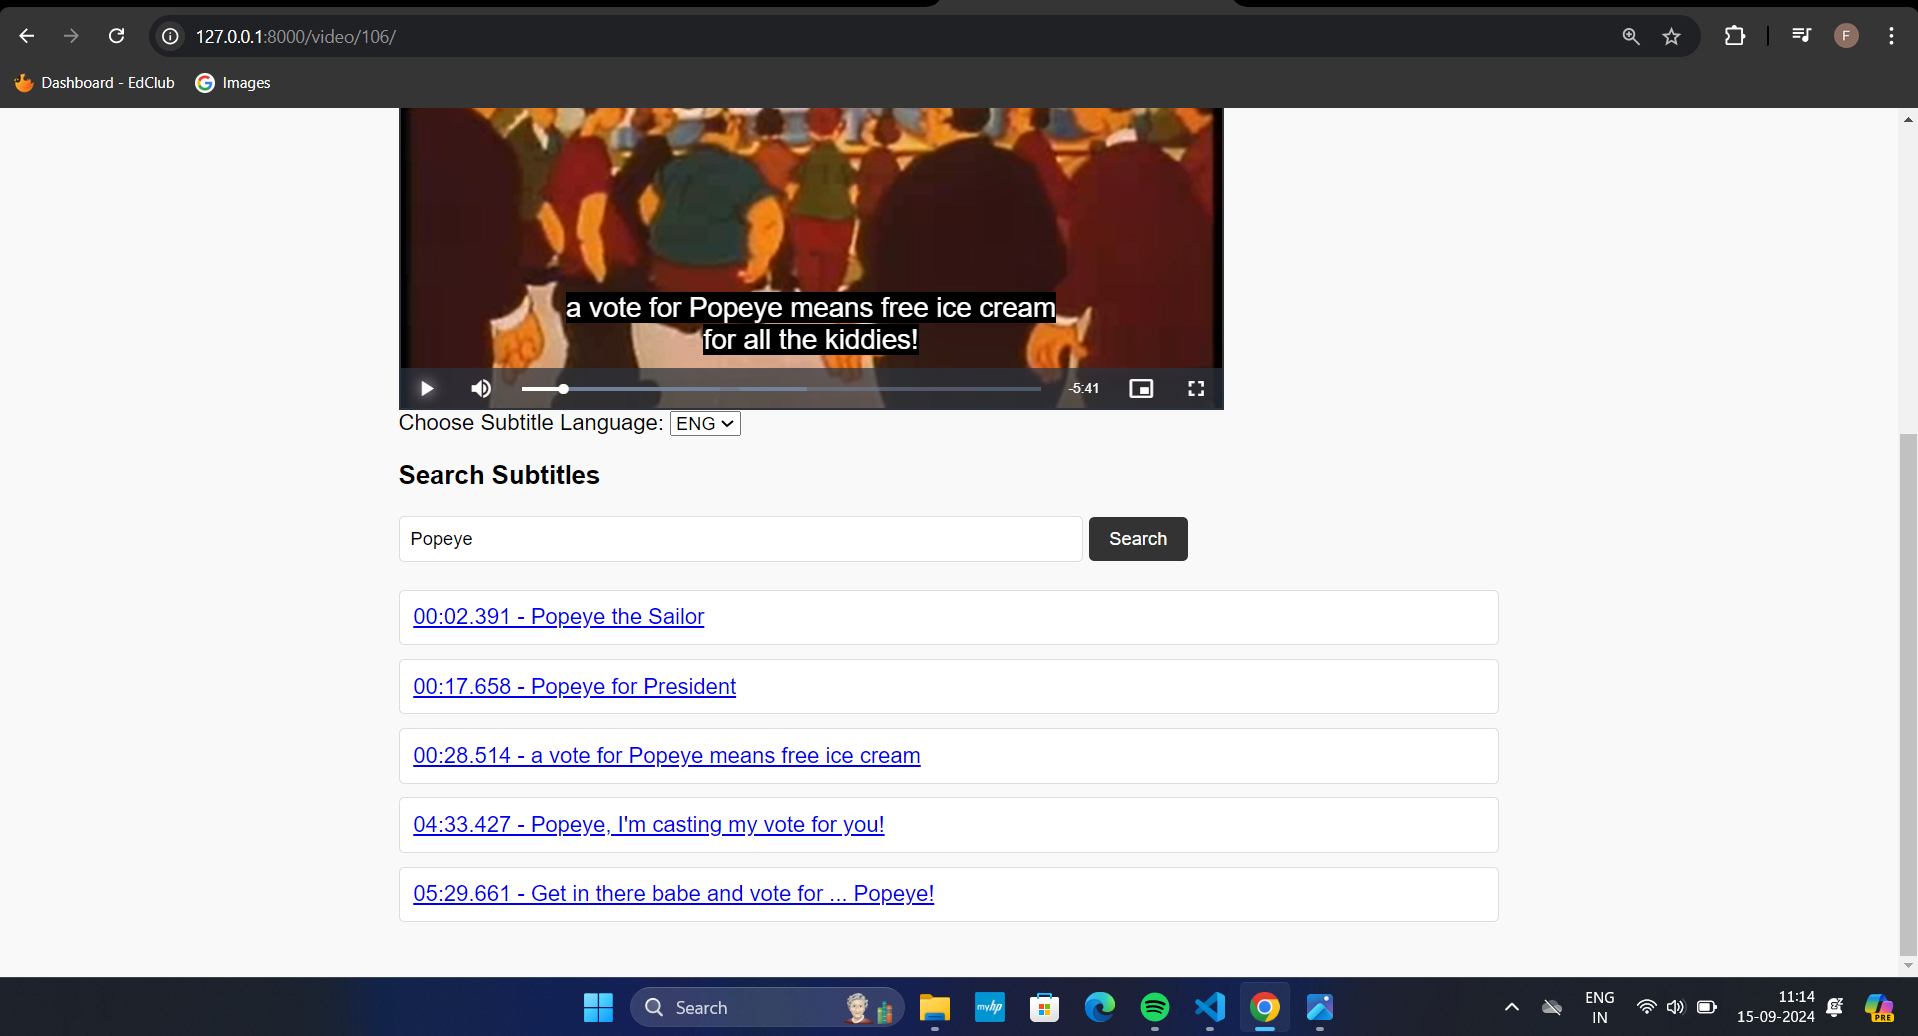 127.0.0.1:8000/video/106/
F
Dashboard - EdClub
Images
a vote for Popeye means free ice cream
for all the kiddies!
-5:41
Choose Subtitle Language: ENG
Search Subtitles
Popeye
Search
00:02.391 - Popeye the Sailor
00:17.658 - Popeye for President
00:28.514 - a vote for Popeye means free ice cream
04:33.427 - Popeye, I'm casting my vote for you!
05:29.661 - Get in there babe and vote for ... Popeye!
Search
myhp
ENG
IN
11:14
15-09-2024
PRE